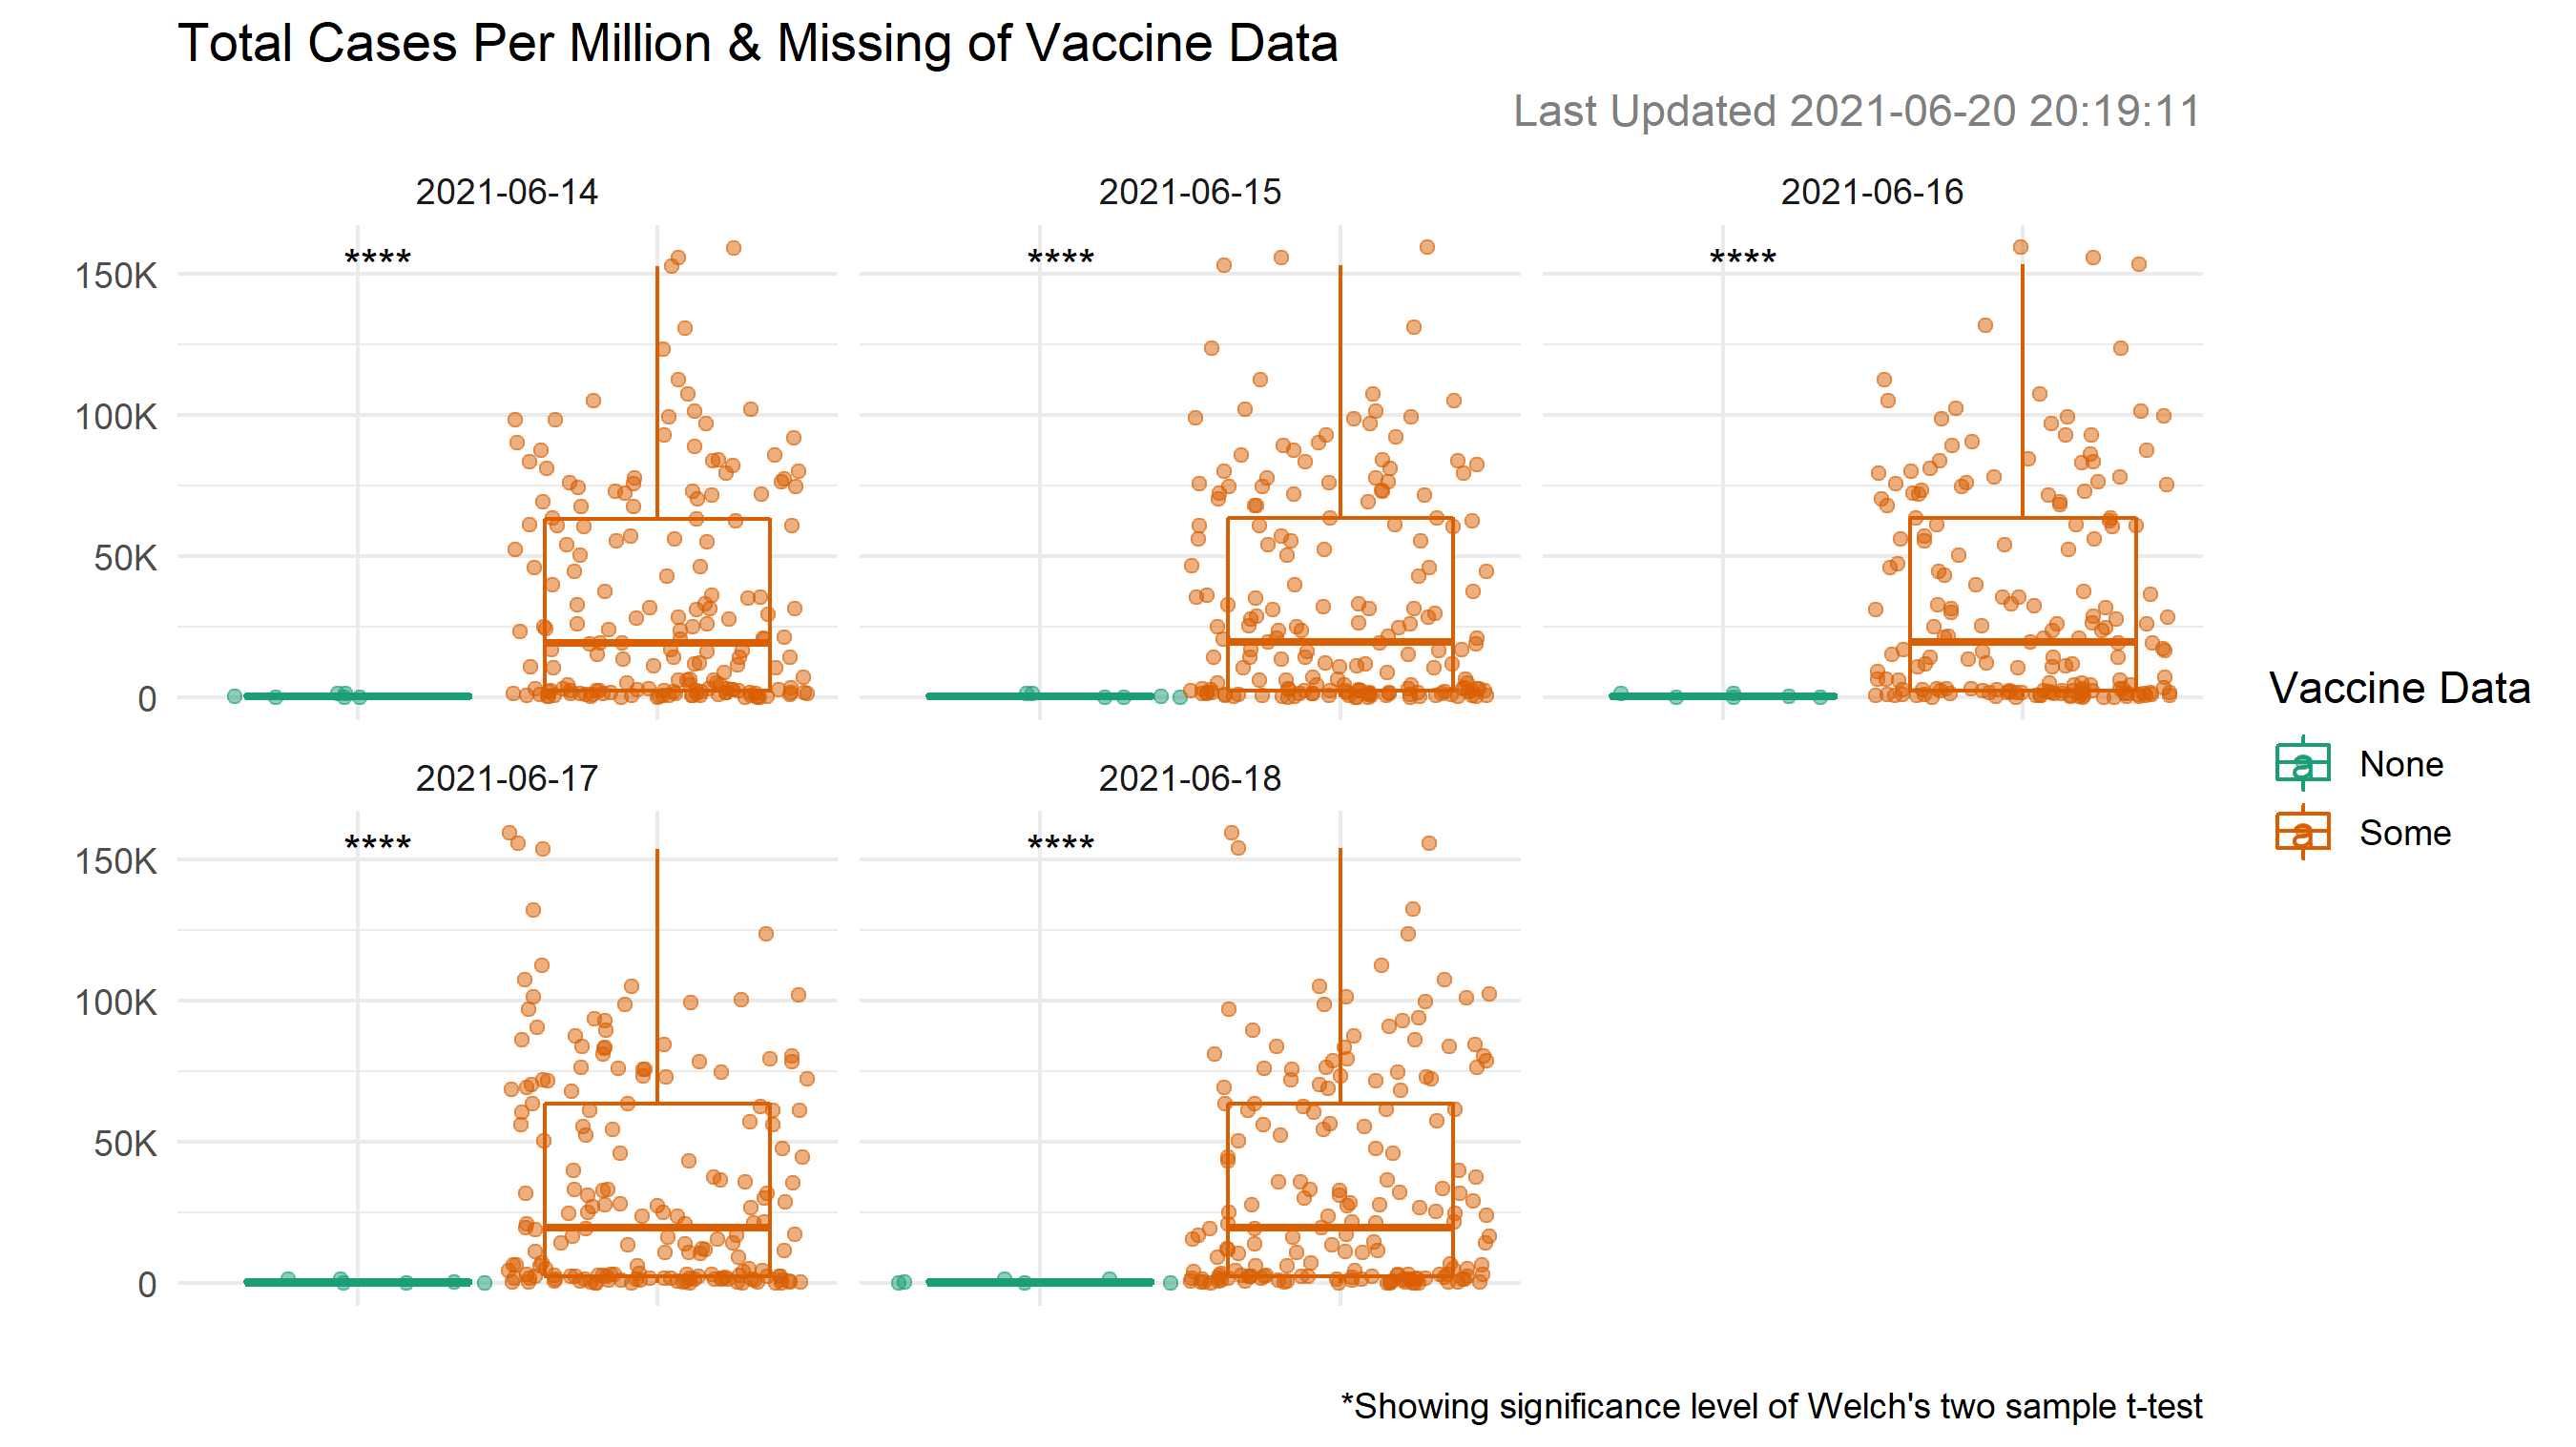 Total Cases Per Million & Missing of Vaccine Data
Last Updated 2021-06-20 20:19:11
2021-06-14
2021-06-15
2021-06-16
****
****
****
150K
100K
50K
0
2021-06-17
2021-06-18
****
****
150K
100K
50K
0
Vaccine Data
a None
a Some
*Showing significance level of Welch's two sample t-test